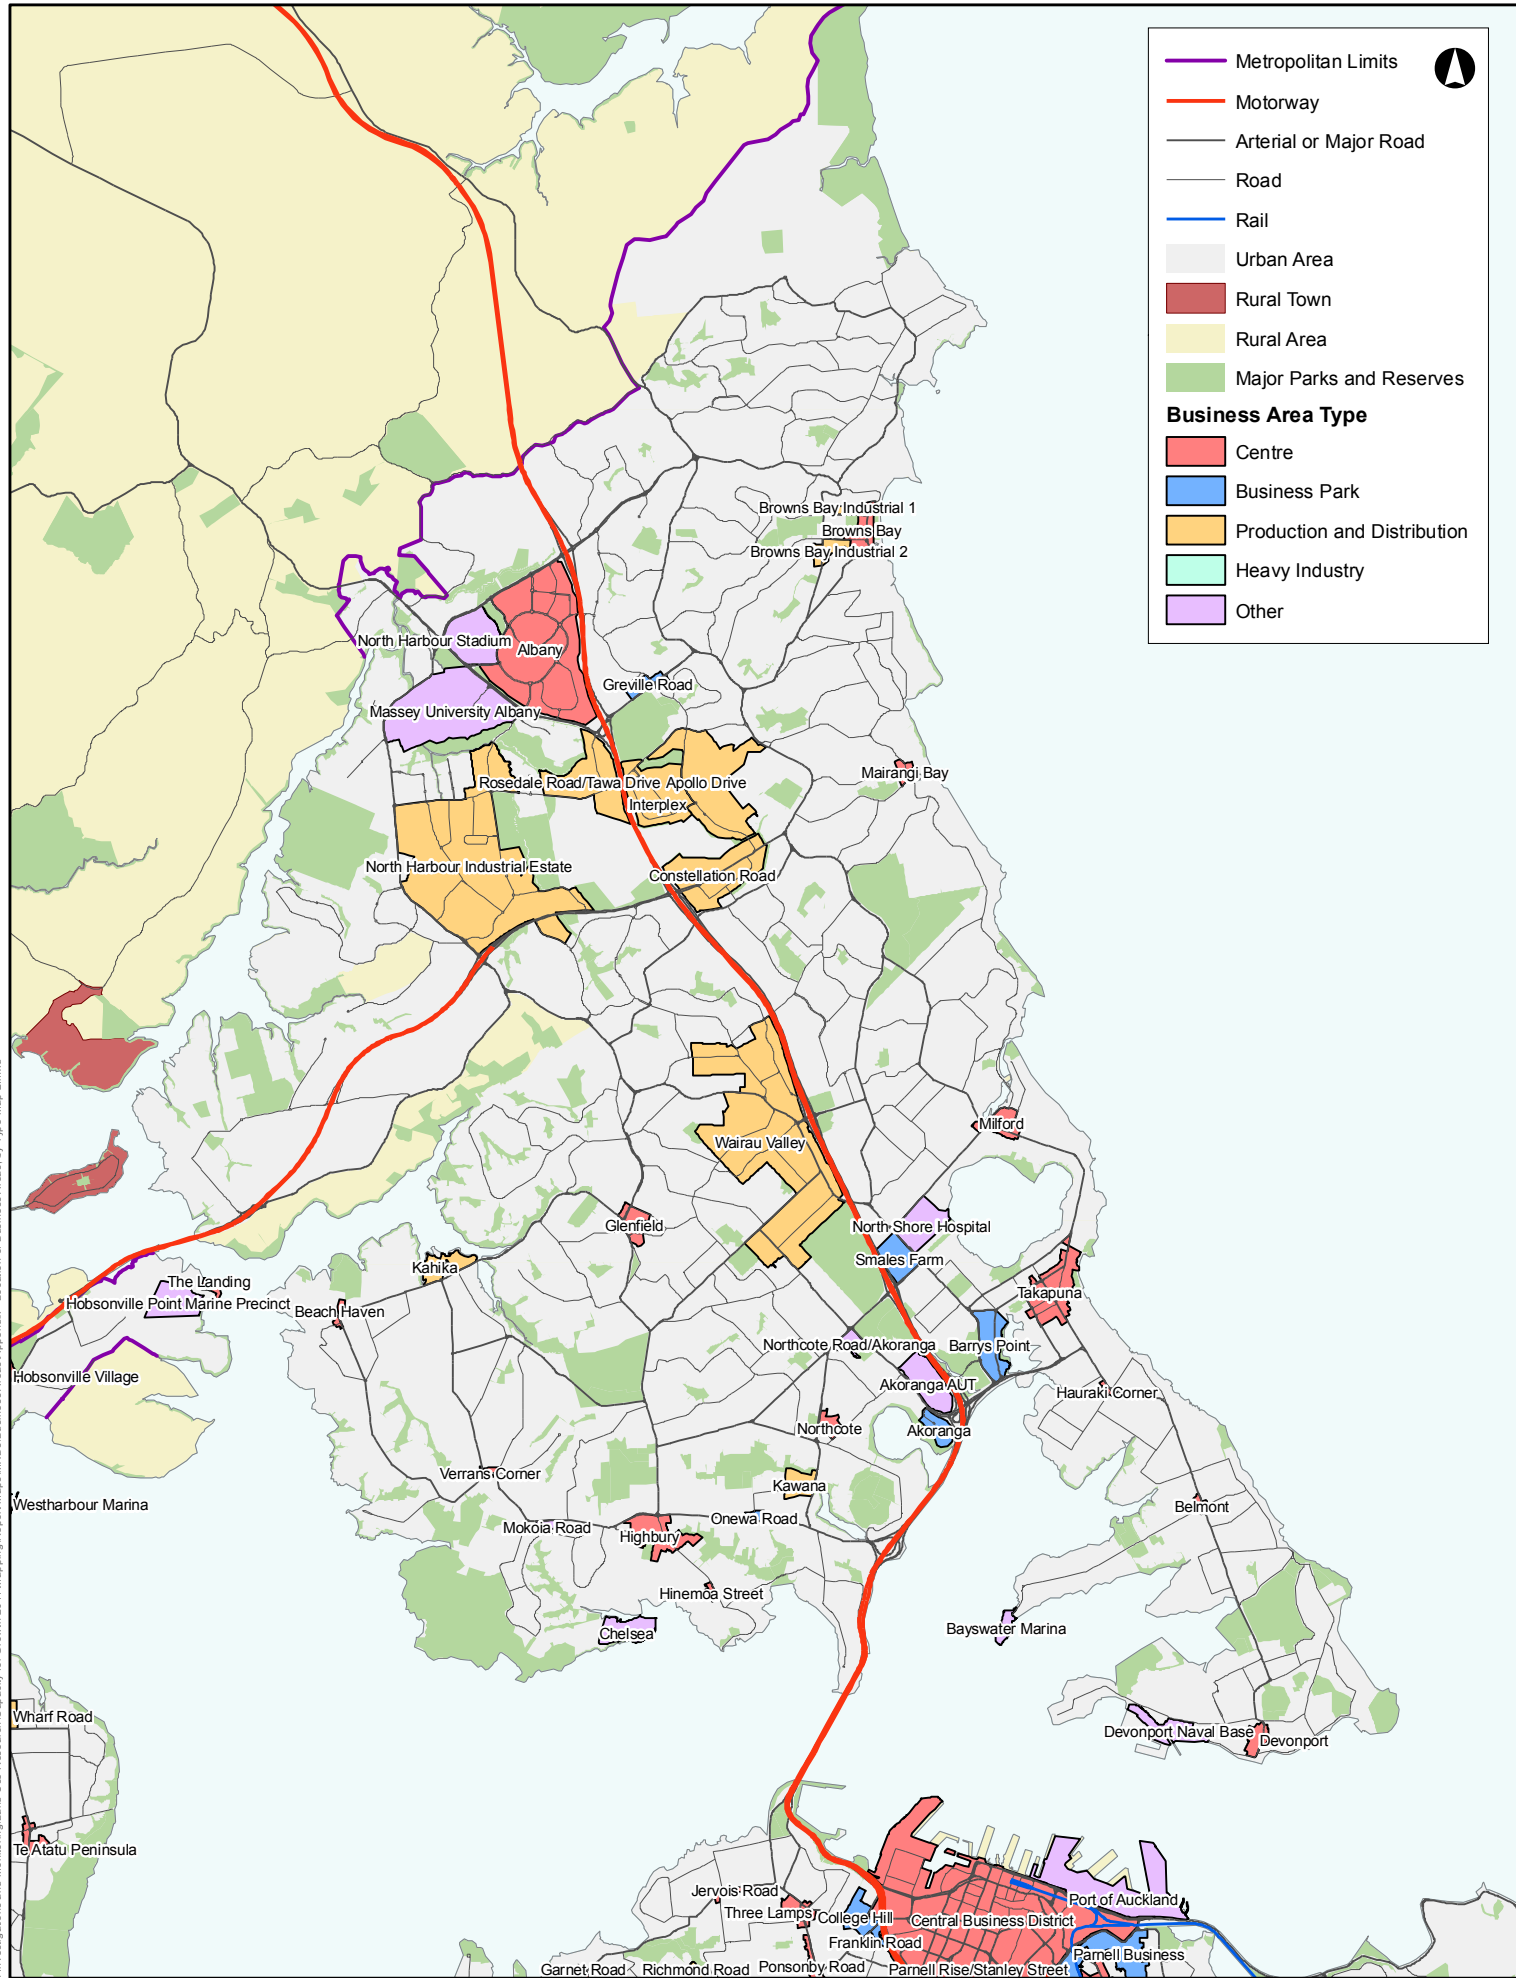 Metropolitan Limits
Motorway
Arterial or Major Road
Road
Rail
Urban Area
Rural Town
Rural Area
Major Parks and Reserves
Business Area Type
Centre
Business Park
Production and Distribution
Heavy Industry
Other
Browns Bay Industrial 1
Browns Bay
Browns Bay Industrial 2
North Harbour Stadium
Albany
Greville Road
Massey University Albany
Mairangi Bay
Rosedale Road/Tawa Drive
Apollo Drive
Interplex
North Harbour Industrial Estate
Constellation Road
Milford
Wairau Valley
Glenfield
North Shore Hospital
Smales Farm
Kahika
The Landing
Hobsonville Point Marine Precinct
Beach Haven
Takapuna
Northcote Road/Akoranga
Barrys Point
Hobsonville Village
Akoranga AUT
Hauraki Corner
Northcote
Akoranga
Verrans Corner
Kawana
Westharbour Marina
Belmont
Mokoia Road
Onewa Road
Highbury
Hinemoa Street
Chelsea
Bayswater Marina
Wharf Road
Devonport Naval Base
Devonport
Te Atatu Peninsula
Jervois Road
Port of Auckland
Three Lamps
College Hill
Central Business District
Franklin Road
Parnell Business
Garnet Road
Richmond Road
Ponsonby Road
Parnell Rise/Stanley Street